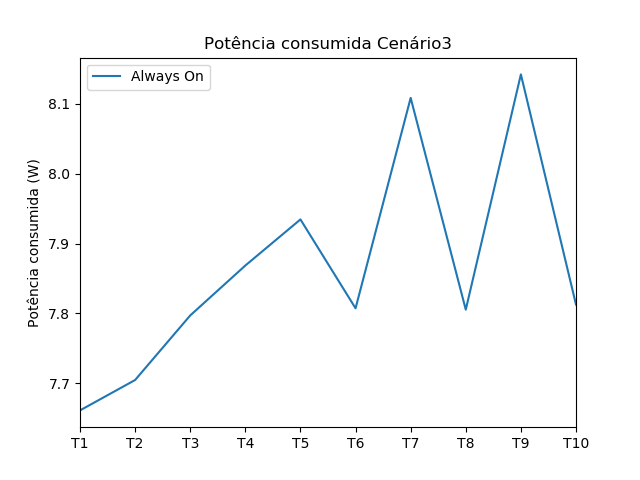 Potência consumida Cenário3
Always On
Potência consumida (W)
8.1
8.0
7.9
7.8
7.7
T1 T2 T3 T4 T5 T6 T7 T8 T9 T10